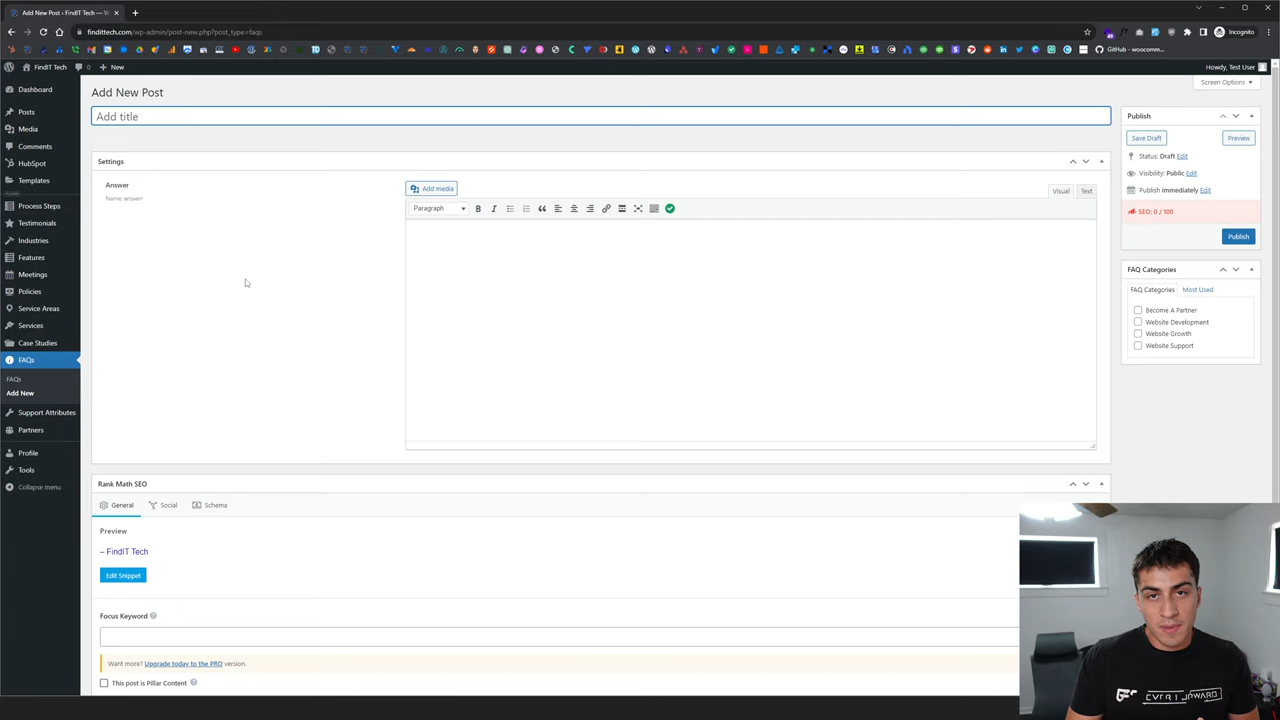 Add New Post ‹ FindIT Tech — W
findittech.com/wp-admin/post-new.php?post_type=faqs
Incognito
GitHub – woocomm...
FindIT Tech
0
New
Howdy, Test User
Screen Options
Dashboard
Posts
Media
Comments
HubSpot
Templates
Process Steps
Testimonials
Industries
Features
Meetings
Policies
Service Areas
Services
Case Studies
FAQs
FAQs
Add New
Support Attributes
Partners
Profile
Tools
Collapse menu
Add New Post
Add title
Settings
Answer
Name: answer
Add media
Visual
Text
Paragraph
Rank Math SEO
General
Social
Schema
Preview
– FindIT Tech
Edit Snippet
Focus Keyword
Want more? Upgrade today to the PRO version.
This post is Pillar Content
Publish
Save Draft
Preview
Status: Draft Edit
Visibility: Public Edit
Publish immediately Edit
SEO: 0 / 100
Publish
FAQ Categories
FAQ Categories
Most Used
Become A Partner
Website Development
Website Growth
Website Support